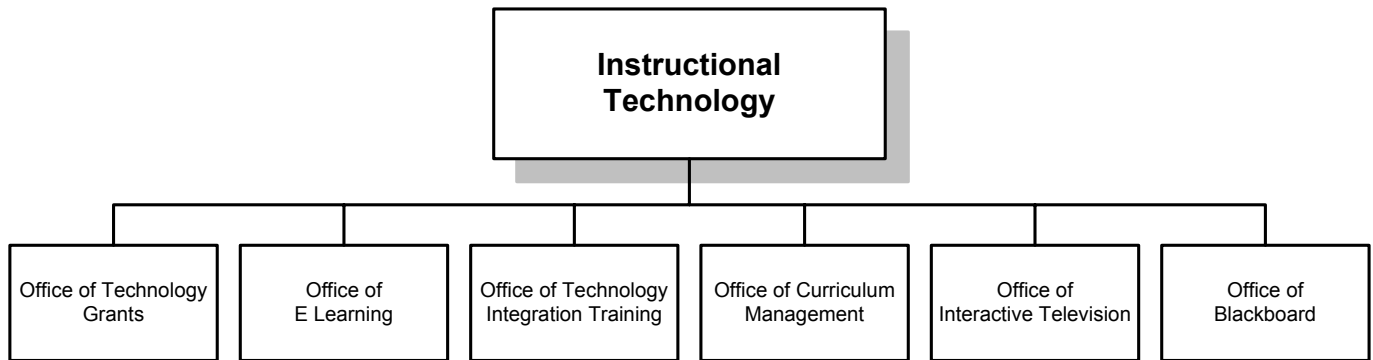 Instructional
Technology
Office of Technology
Grants
Office of
E Learning
Office of Technology
Integration Training
Office of Curriculum
Management
Office of
Interactive Television
Office of
Blackboard